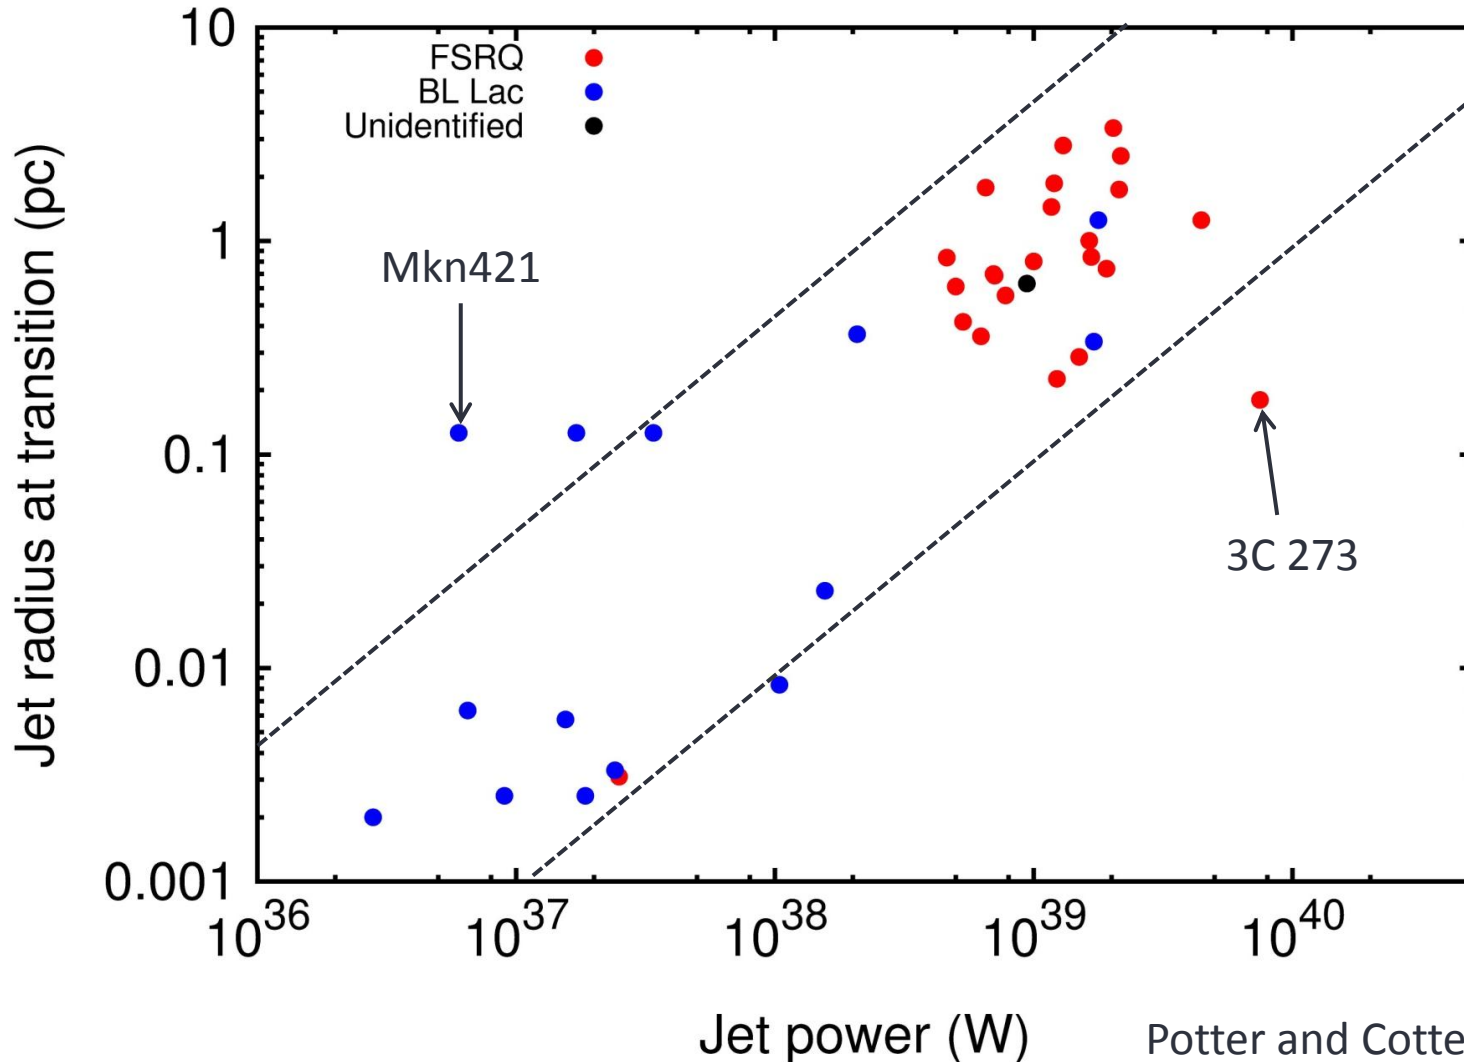 10
FSRQ
BL Lac
Unidentified
1
Mkn421
0.1
3C 273
0.01
0.001
10^36 10^37 10^38 10^39 10^40
Jet radius at transition (pc)
Jet power (W)
Potter and Cotte